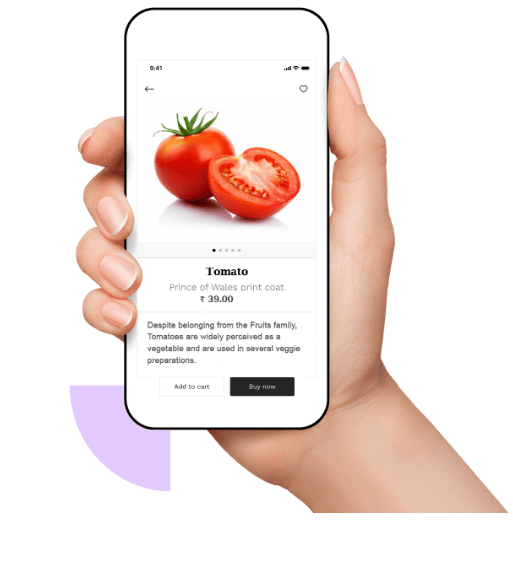 9:41
Tomato
Prince of Wales print coat
₹ 39.00
Despite belonging from the Fruits family,
Tomatoes are widely perceived as a
vegetable and are used in several veggie
preparations.
Add to cart
Buy now